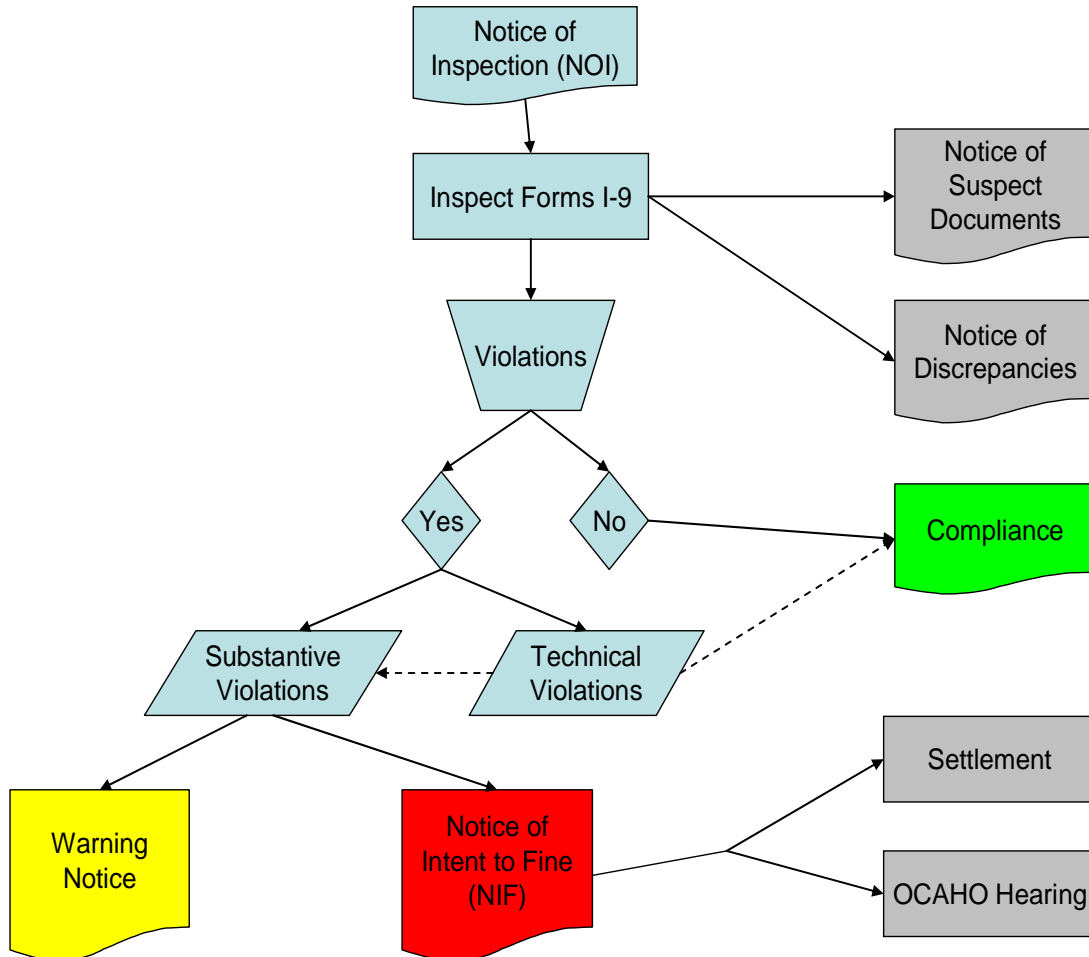 Notice of
Inspection (NOI)
Inspect Forms I-9
Notice of
Suspect
Documents
Violations
Notice of
Discrepancies
Yes
No
Compliance
Substantive
Violations
Technical
Violations
Settlement
Warning
Notice
Notice of
Intent to Fine
(NIF)
OCAHO Hearing